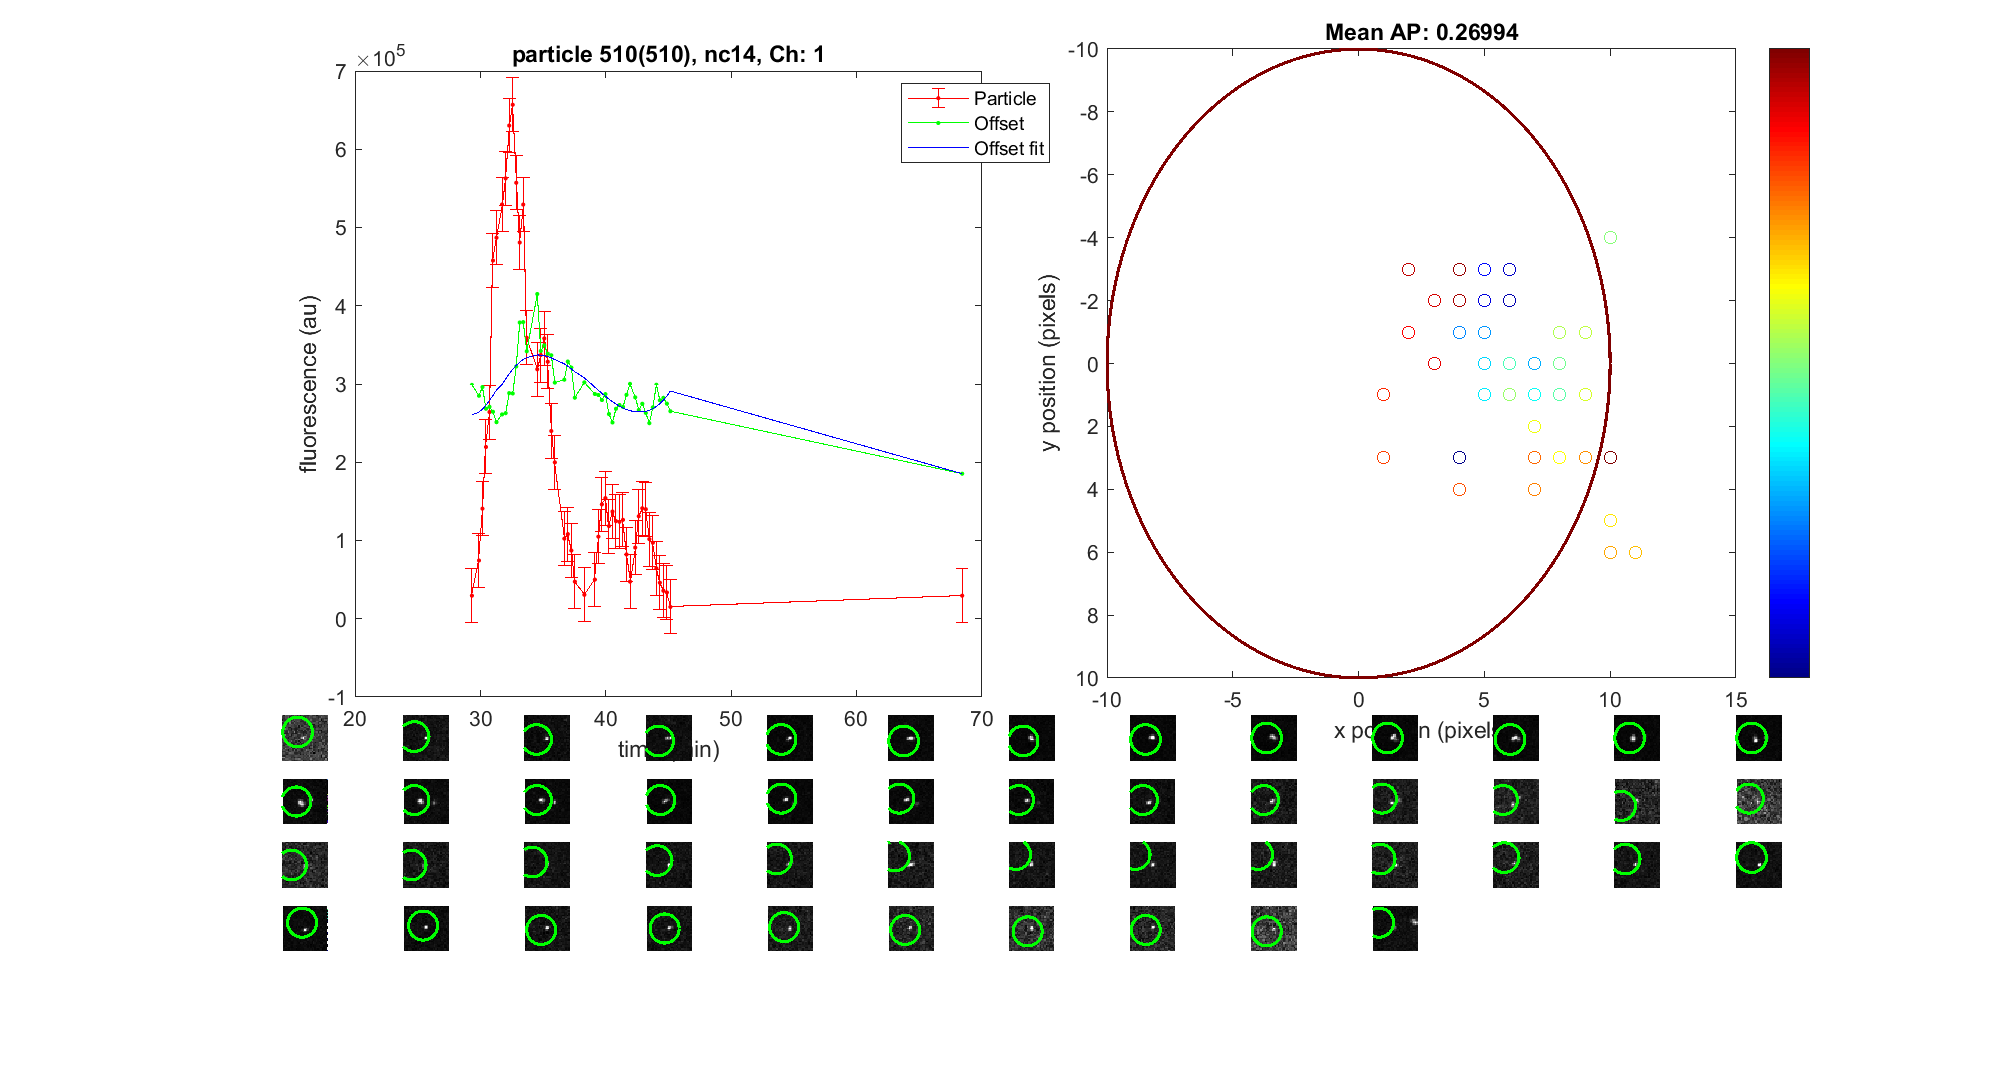 particle 510(510), nc14, Ch: 1
×10^5
7
6
5
4
3
2
1
0
-1
fluorescence (au)
20 30 40 50 60 70
Particle
Offset
Offset fit
Mean AP: 0.26994
-10
-8
-6
-4
-2
0
2
4
6
8
10
y position (pixels)
-10 -5 0 5 10 15